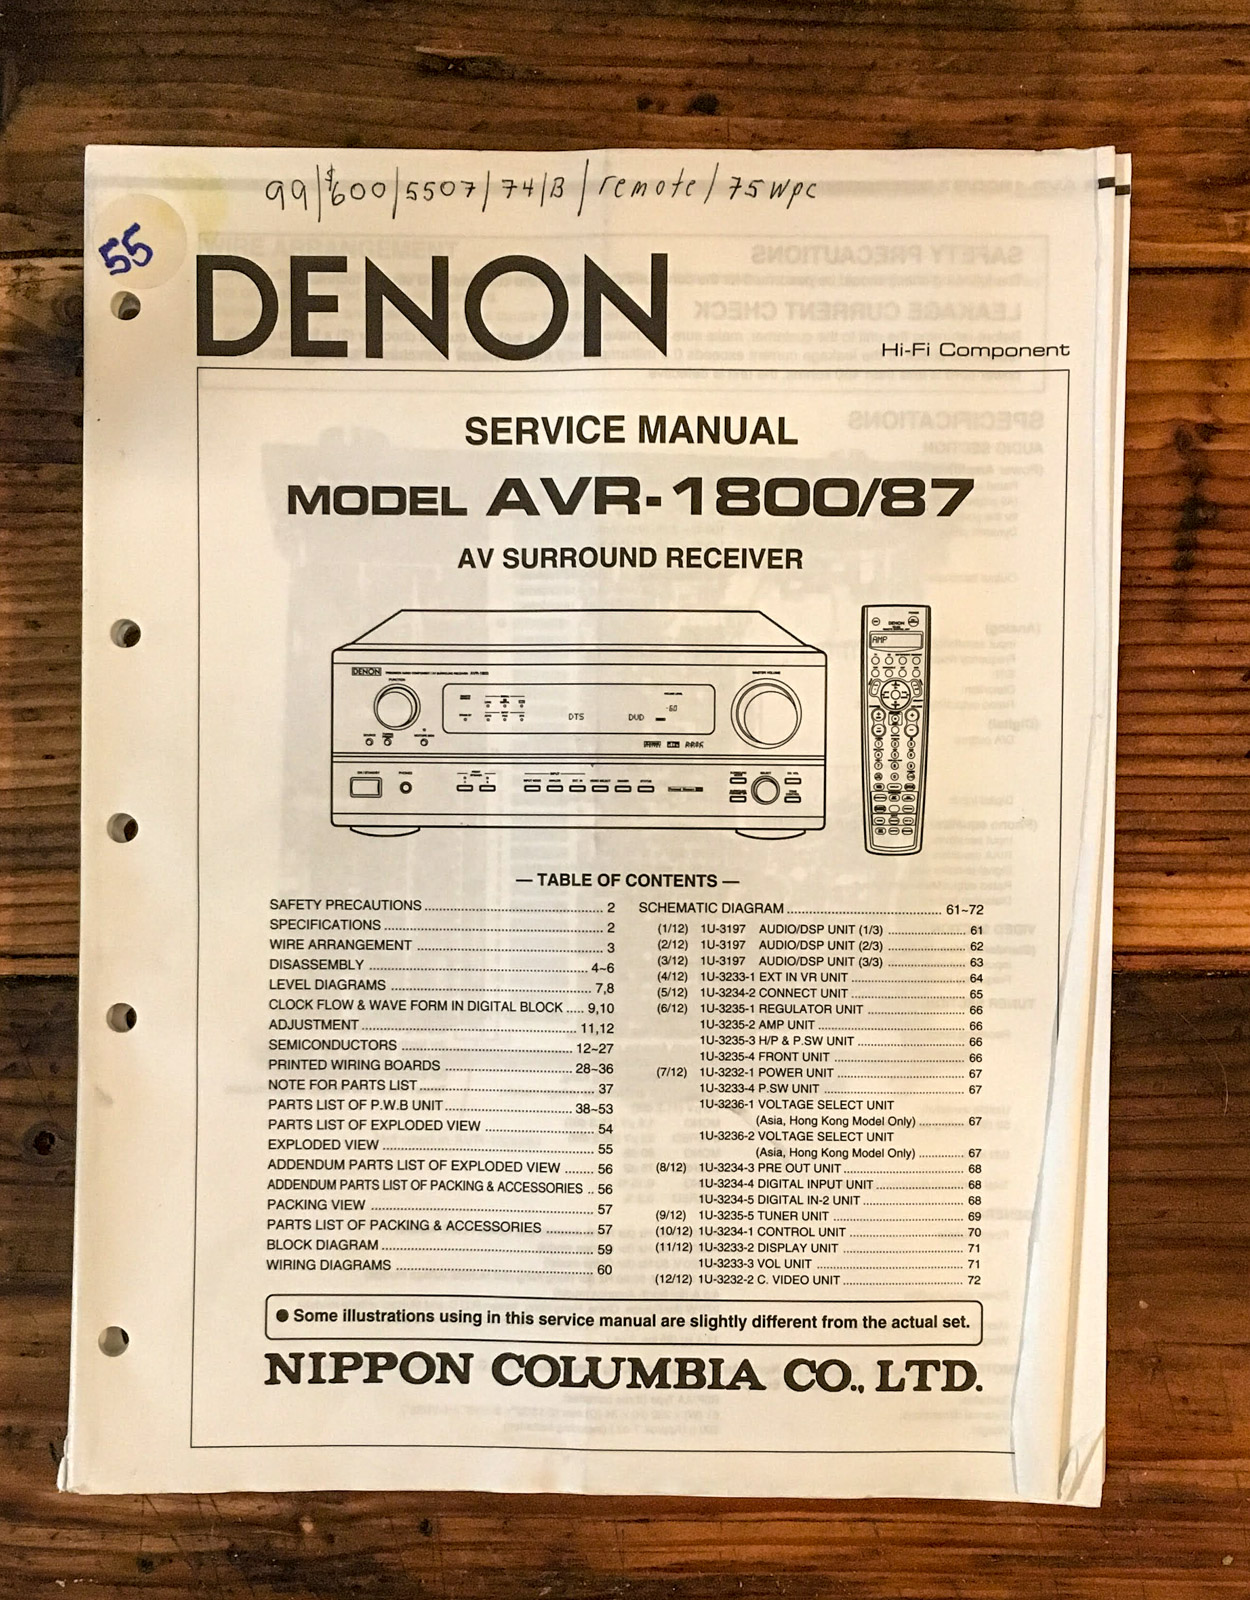 99/$600/5507/74/B/remote/75wpc
55
DENON
Hi-Fi Component
SERVICE MANUAL
MODEL AVR-1800/87
AV SURROUND RECEIVER
DENON
AVR-1800
FUNCTION
MASTER VOLUME
DTS
DVD
-60
PHONES
INPUT
SELECT
DENON
AMP
— TABLE OF CONTENTS —
SAFETY PRECAUTIONS 2
SPECIFICATIONS 2
WIRE ARRANGEMENT 3
DISASSEMBLY 4~6
LEVEL DIAGRAMS 7,8
CLOCK FLOW & WAVE FORM IN DIGITAL BLOCK 9,10
ADJUSTMENT 11,12
SEMICONDUCTORS 12~27
PRINTED WIRING BOARDS 28~36
NOTE FOR PARTS LIST 37
PARTS LIST OF P.W.B UNIT 38~53
PARTS LIST OF EXPLODED VIEW 54
EXPLODED VIEW 55
ADDENDUM PARTS LIST OF EXPLODED VIEW 56
ADDENDUM PARTS LIST OF PACKING & ACCESSORIES 56
PACKING VIEW 57
PARTS LIST OF PACKING & ACCESSORIES 57
BLOCK DIAGRAM 59
WIRING DIAGRAMS 60
SCHEMATIC DIAGRAM 61~72
(1/12) 1U-3197 AUDIO/DSP UNIT (1/3) 61
(2/12) 1U-3197 AUDIO/DSP UNIT (2/3) 62
(3/12) 1U-3197 AUDIO/DSP UNIT (3/3) 63
(4/12) 1U-3233-1 EXT IN VR UNIT 64
(5/12) 1U-3234-2 CONNECT UNIT 65
(6/12) 1U-3235-1 REGULATOR UNIT 66
1U-3235-2 AMP UNIT 66
1U-3235-3 H/P & P.SW UNIT 66
1U-3235-4 FRONT UNIT 66
(7/12) 1U-3232-1 POWER UNIT 67
1U-3233-4 P.SW UNIT 67
1U-3236-1 VOLTAGE SELECT UNIT
(Asia, Hong Kong Model Only) 67
1U-3236-2 VOLTAGE SELECT UNIT
(Asia, Hong Kong Model Only) 67
(8/12) 1U-3234-3 PRE OUT UNIT 68
1U-3234-4 DIGITAL INPUT UNIT 68
1U-3234-5 DIGITAL IN-2 UNIT 68
(9/12) 1U-3235-5 TUNER UNIT 69
(10/12) 1U-3234-1 CONTROL UNIT 70
(11/12) 1U-3233-2 DISPLAY UNIT 71
1U-3233-3 VOL UNIT 71
(12/12) 1U-3232-2 C. VIDEO UNIT 72
● Some illustrations using in this service manual are slightly different from the actual set.
NIPPON COLUMBIA CO., LTD.